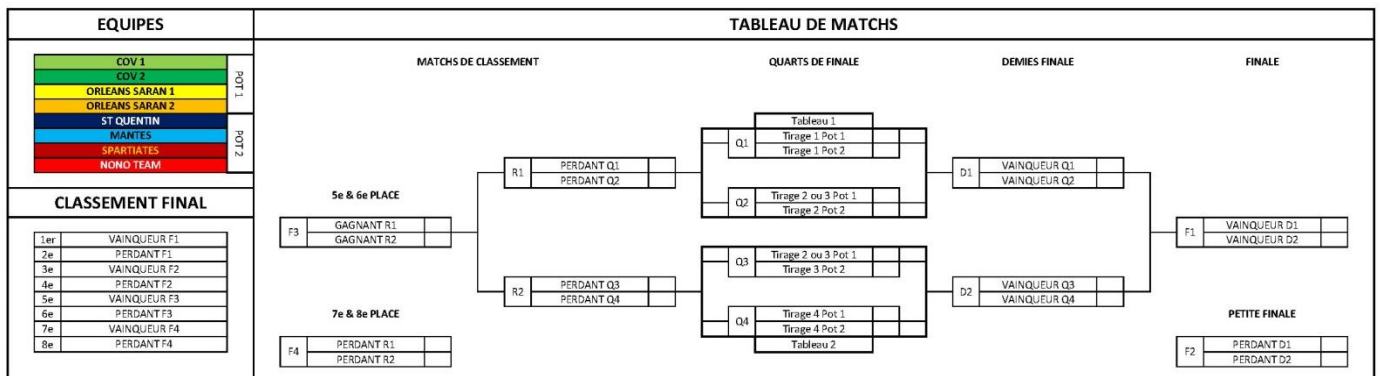 EQUIPES
COV 1
COV 2
ORLEANS SARAN 1
ORLEANS SARAN 2
POT 1
ST QUENTIN
MANTES
SPARTIATES
NONO TEAM
POT 2
CLASSEMENT FINAL
1er VAINQUEUR F1
2e PERDANT F1
3e VAINQUEUR F2
4e PERDANT F2
5e VAINQUEUR F3
6e PERDANT F3
7e VAINQUEUR F4
8e PERDANT F4
TABLEAU DE MATCHS
MATCHS DE CLASSEMENT
5e & 6e PLACE
F3
GAGNANT R1
GAGNANT R2
7e & 8e PLACE
F4
PERDANT R1
PERDANT R2
R1
PERDANT Q1
PERDANT Q2
R2
PERDANT Q3
PERDANT Q4
QUARTS DE FINALE
Tableau 1
Q1
Tirage 1 Pot 1
Tirage 1 Pot 2
Q2
Tirage 2 ou 3 Pot 1
Tirage 2 Pot 2
Q3
Tirage 2 ou 3 Pot 1
Tirage 3 Pot 2
Q4
Tirage 4 Pot 1
Tirage 4 Pot 2
Tableau 2
DEMIES FINALE
D1
VAINQUEUR Q1
VAINQUEUR Q2
D2
VAINQUEUR Q3
VAINQUEUR Q4
FINALE
F1
VAINQUEUR D1
VAINQUEUR D2
PETITE FINALE
F2
PERDANT D1
PERDANT D2